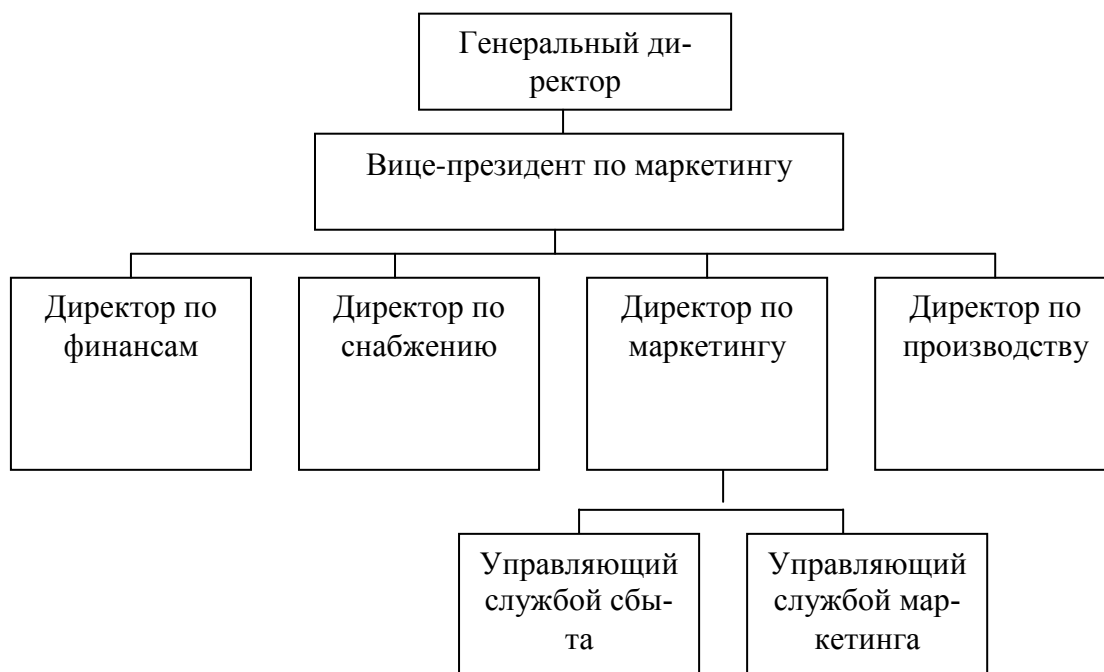 Генеральный ди-
ректор
Вице-президент по маркетингу
Директор по
финансам
Директор по
снабжению
Директор по
маркетингу
Директор по
производству
Управляющий
службой сбы-
та
Управляющий
службой мар-
кетинга